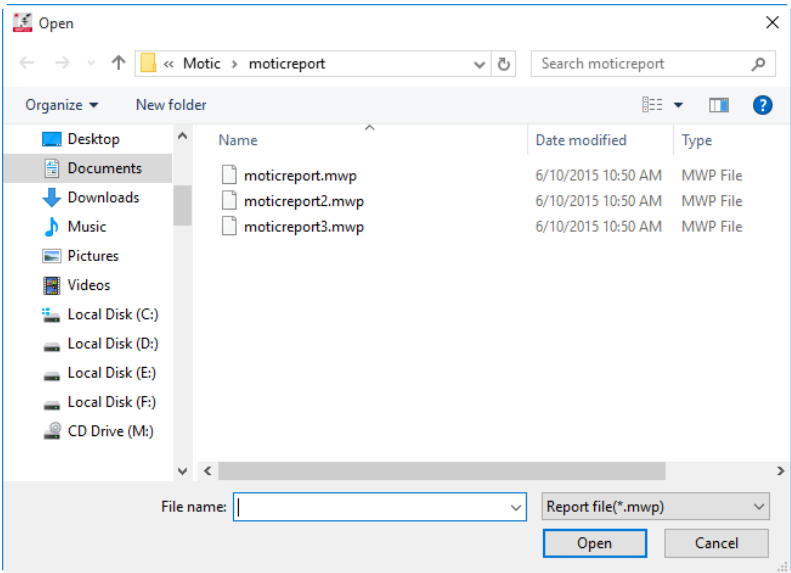 Open
« Motic › moticreport
Search moticreport
Organize
New folder
?
Desktop
Documents
Downloads
Music
Pictures
Videos
Local Disk (C:)
Local Disk (D:)
Local Disk (E:)
Local Disk (F:)
CD Drive (M:)
Name Date modified Type
moticreport.mwp 6/10/2015 10:50 AM MWP File
moticreport2.mwp 6/10/2015 10:50 AM MWP File
moticreport3.mwp 6/10/2015 10:50 AM MWP File
File name:
Report file(*.mwp)
Open
Cancel